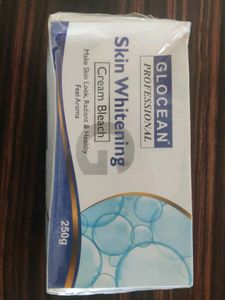 GLOCEAN
PROFESSIONAL
Skin Whitening
Cream Bleach
Make Skin Look, Radiant & Healthy
Feel Aroma
G
250g